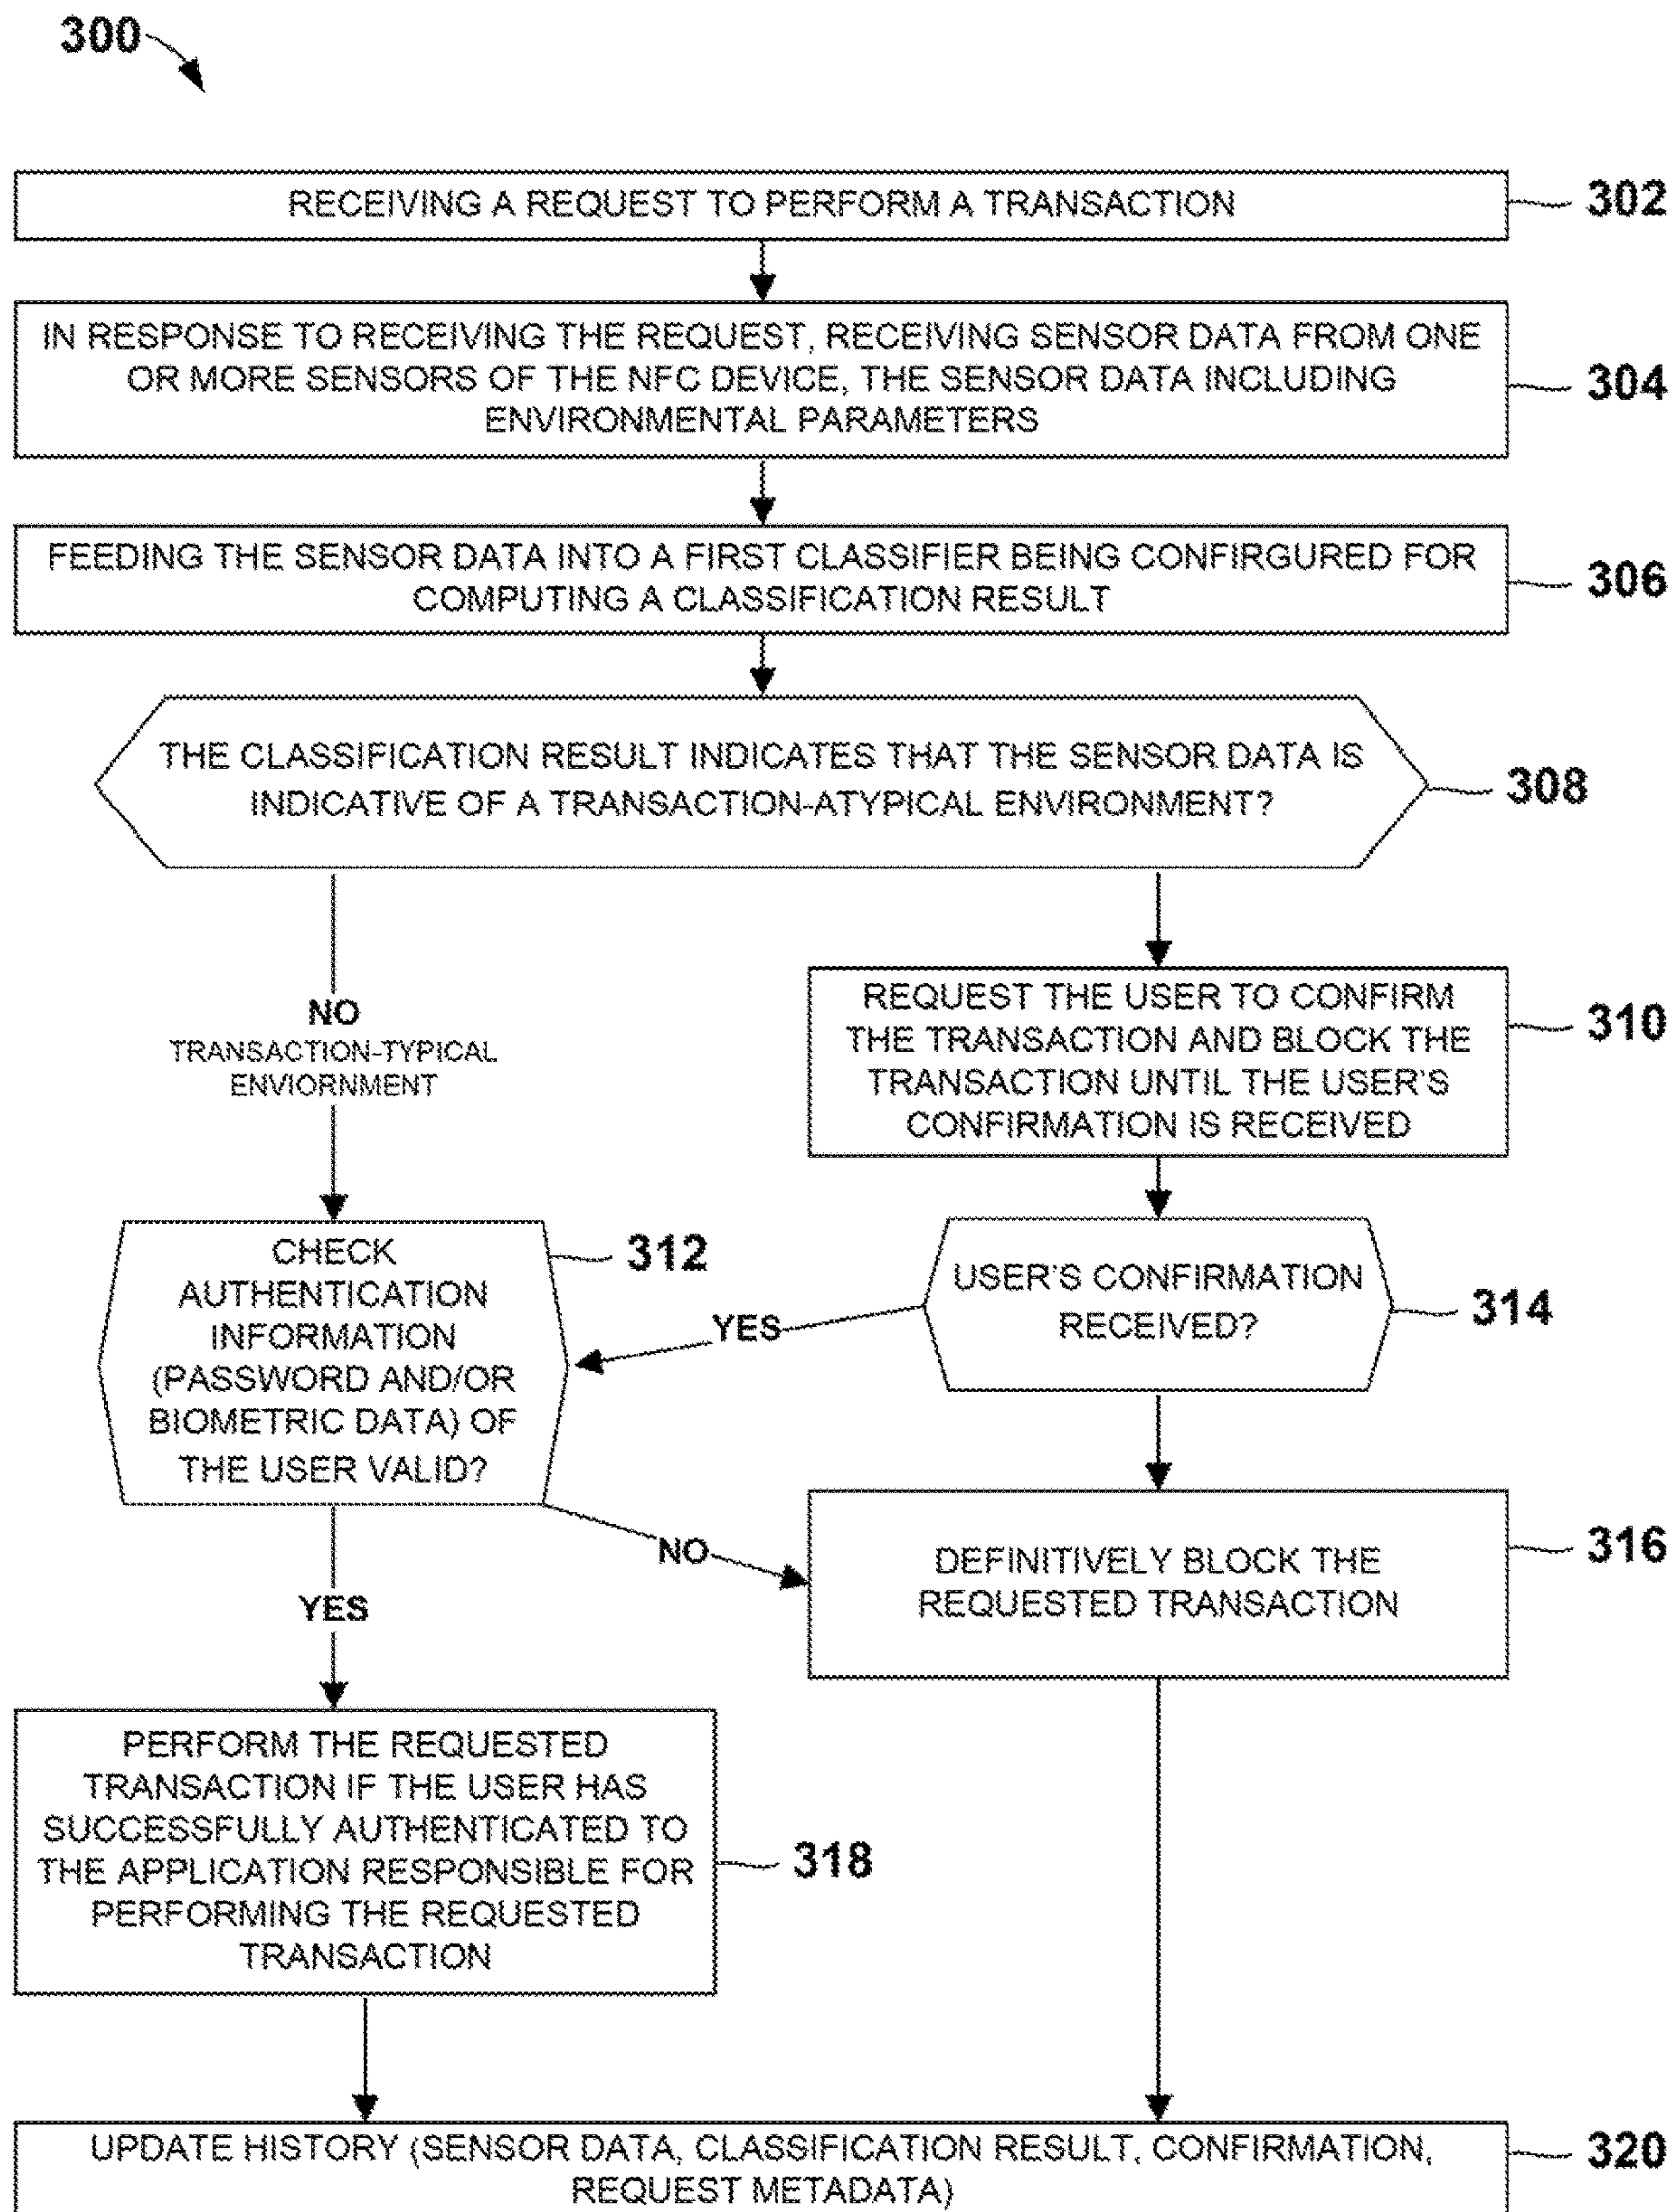 300
RECEIVING A REQUEST TO PERFORM A TRANSACTION
302
IN RESPONSE TO RECEIVING THE REQUEST, RECEIVING SENSOR DATA FROM ONE
OR MORE SENSORS OF THE NFC DEVICE, THE SENSOR DATA INCLUDING
ENVIRONMENTAL PARAMETERS
304
FEEDING THE SENSOR DATA INTO A FIRST CLASSIFIER BEING CONFIRGURED FOR
COMPUTING A CLASSIFICATION RESULT
306
THE CLASSIFICATION RESULT INDICATES THAT THE SENSOR DATA IS
INDICATIVE OF A TRANSACTION-ATYPICAL ENVIRONMENT?
308
NO
TRANSACTION-TYPICAL
ENVIORNMENT
REQUEST THE USER TO CONFIRM
THE TRANSACTION AND BLOCK THE
TRANSACTION UNTIL THE USER'S
CONFIRMATION IS RECEIVED
310
CHECK
AUTHENTICATION
INFORMATION
(PASSWORD AND/OR
BIOMETRIC DATA) OF
THE USER VALID?
312
YES
USER'S CONFIRMATION
RECEIVED?
314
NO
DEFINITIVELY BLOCK THE
REQUESTED TRANSACTION
316
YES
PERFORM THE REQUESTED
TRANSACTION IF THE USER HAS
SUCCESSFULLY AUTHENTICATED TO
THE APPLICATION RESPONSIBLE FOR
PERFORMING THE REQUESTED
TRANSACTION
318
UPDATE HISTORY (SENSOR DATA, CLASSIFICATION RESULT, CONFIRMATION,
REQUEST METADATA)
320